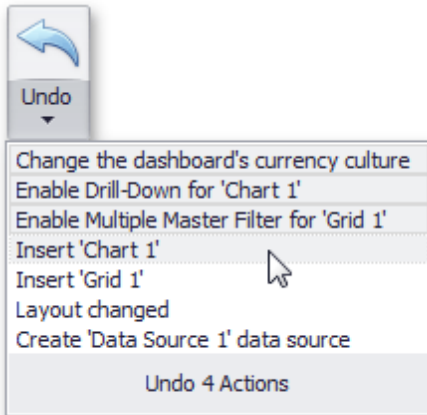 Undo
Change the dashboard's currency culture
Enable Drill-Down for 'Chart 1'
Enable Multiple Master Filter for 'Grid 1'
Insert 'Chart 1'
Insert 'Grid 1'
Layout changed
Create 'Data Source 1' data source
Undo 4 Actions